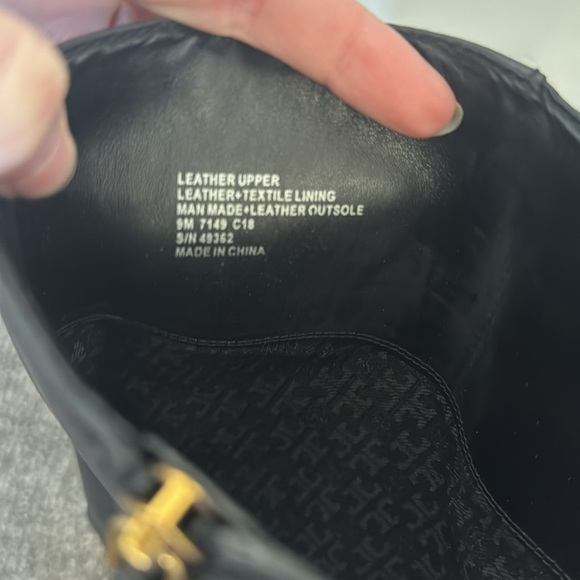 LEATHER UPPER
LEATHER+TEXTILE LINING
MAN MADE+LEATHER OUTSOLE
9M 7149 C18
S/N 49362
MADE IN CHINA